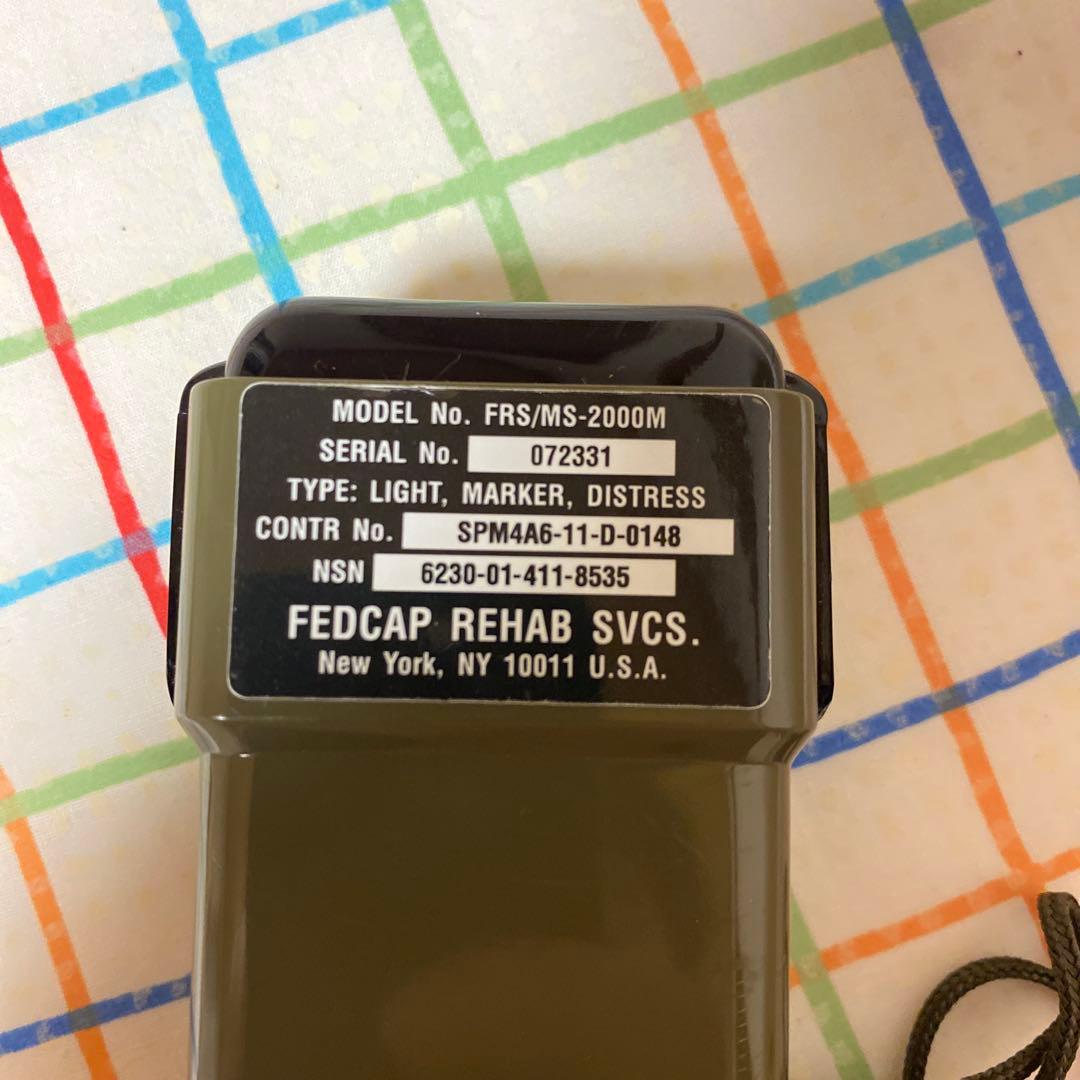 MODEL No. FRS/MS-2000M
SERIAL No. 072331
TYPE: LIGHT, MARKER, DISTRESS
CONTR No. SPM4A6-11-D-0148
NSN 6230-01-411-8535
FEDCAP REHAB SVCS.
New York, NY 10011 U.S.A.